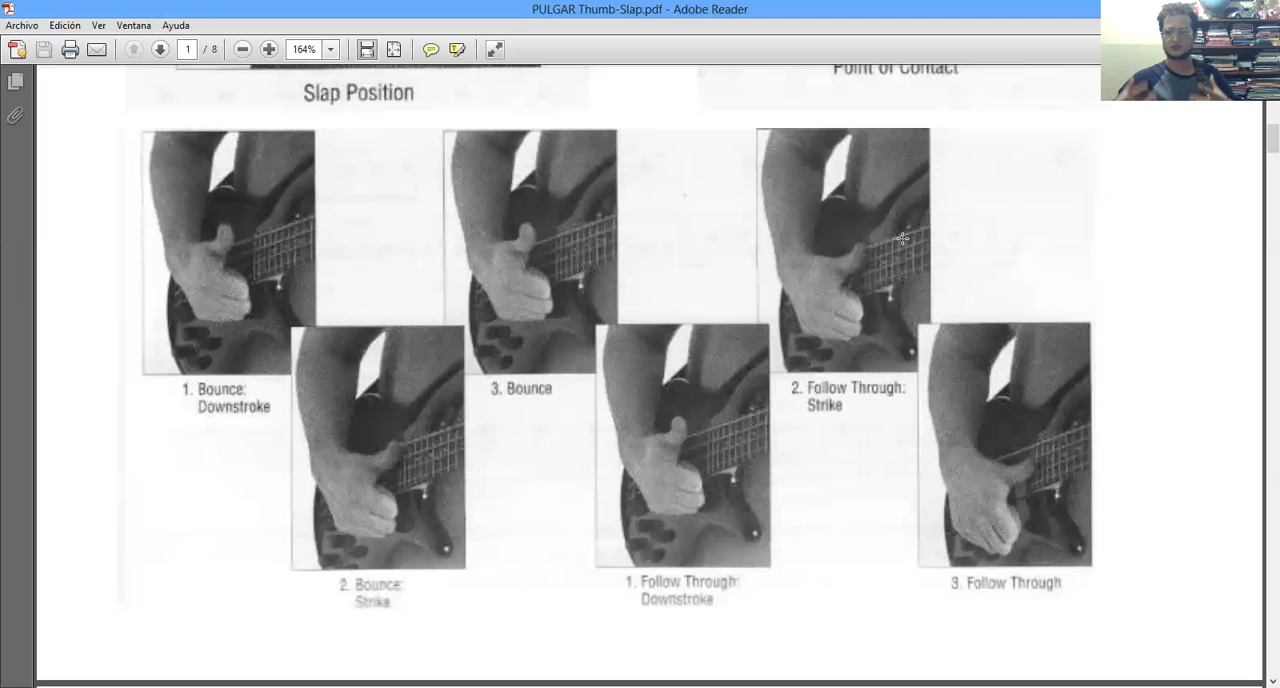 PULGAR Thumb-Slap.pdf - Adobe Reader
Archivo Edición Ver Ventana Ayuda
1 / 8 164%
Slap Position
Point of Contact
1. Bounce:
Downstroke
3. Bounce
2. Follow Through:
Strike
2. Bounce:
Strike
1. Follow Through:
Downstroke
3. Follow Through